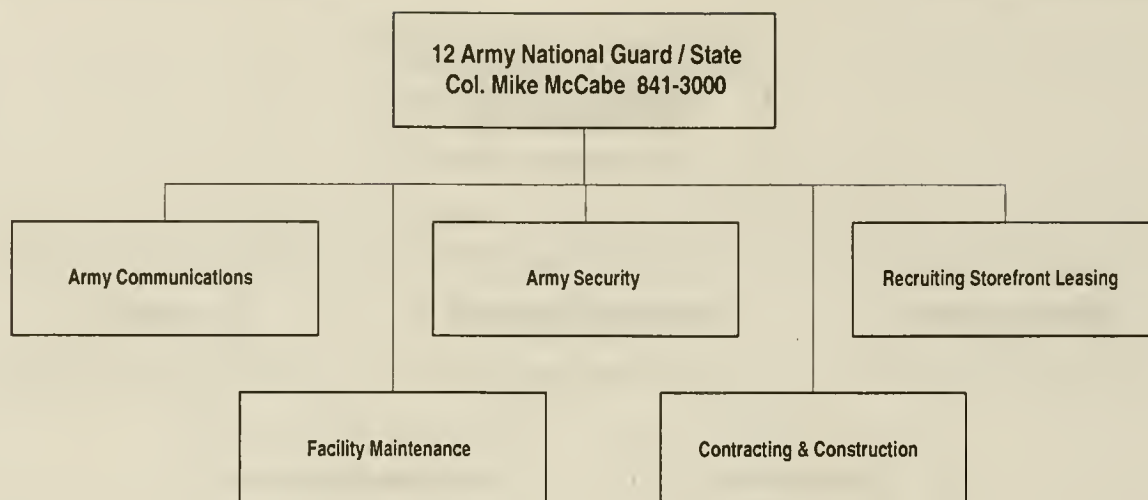 12 Army National Guard / State
Col. Mike McCabe 841-3000
Army Communications
Army Security
Recruiting Storefront Leasing
Facility Maintenance
Contracting & Construction